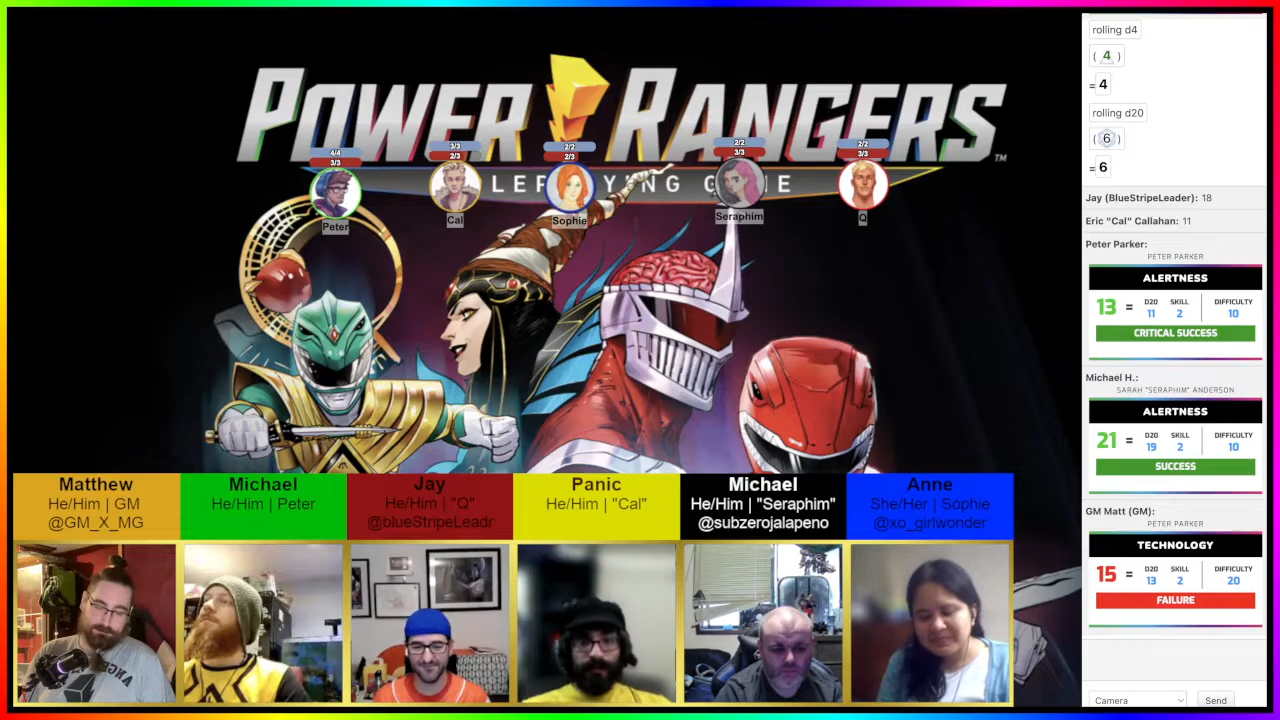 POWER RANGERS
TM
4/4
3/3
Peter
3/3
2/3
Cal
2/2
2/3
Sophie
2/2
3/3
Seraphim
2/2
3/3
Q
Matthew
He/Him | GM
@GM_X_MG
Michael
He/Him | Peter
Jay
He/Him | "Q"
@blueStripeLeadr
Panic
He/Him | "Cal"
Michael
He/Him | "Seraphim"
@subzerojalapeno
Anne
She/Her | Sophie
@xo_girlwonder
rolling d4
( 4 )
= 4
rolling d20
( 6 )
= 6
Jay (BlueStripeLeader): 18
Eric "Cal" Callahan: 11
Peter Parker:
PETER PARKER
ALERTNESS
D20 SKILL DIFFICULTY
13 = 11 2 10
CRITICAL SUCCESS
Michael H.:
SARAH "SERAPHIM" ANDERSON
ALERTNESS
D20 SKILL DIFFICULTY
21 = 19 2 10
SUCCESS
GM Matt (GM):
PETER PARKER
TECHNOLOGY
D20 SKILL DIFFICULTY
15 = 13 2 20
FAILURE
Camera
Send